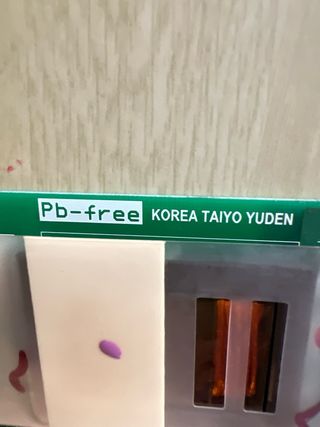 Pb-free KOREA TAIYO YUDEN